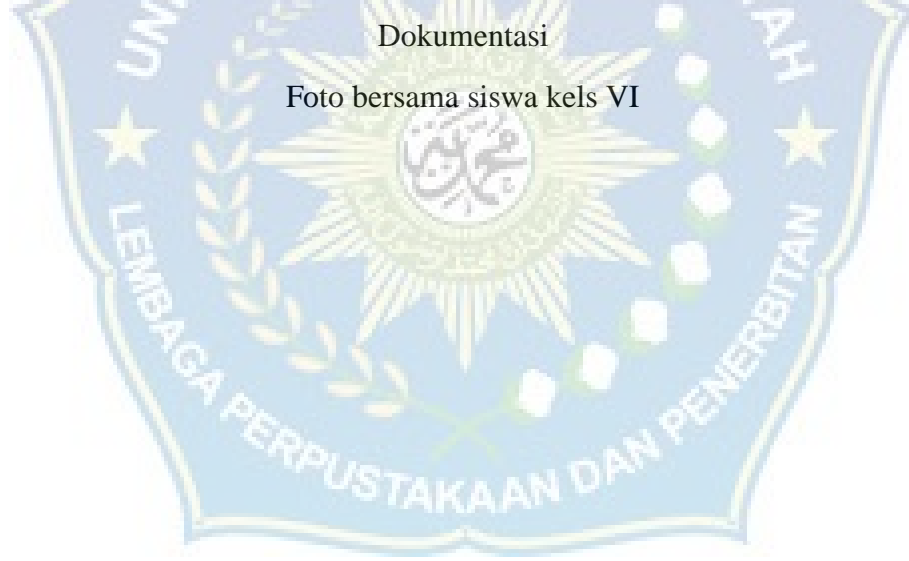 Dokumentasi
Foto bersama siswa kels VI
LEMBAGA PERPUSTAKAAN DAN PENERBITAN